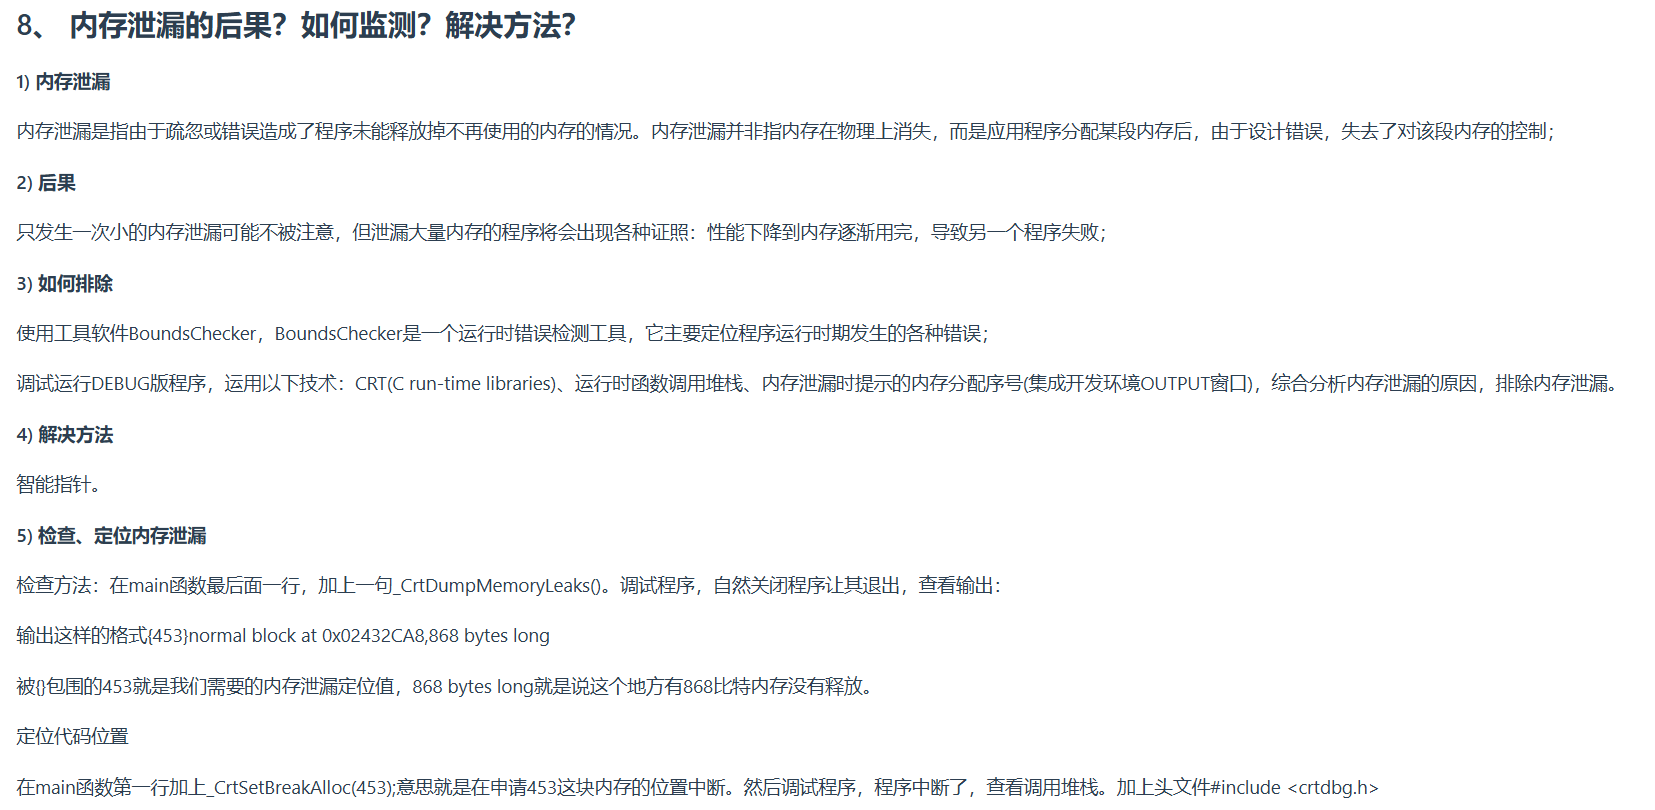 8、 内存泄漏的后果？如何监测？解决方法？
1) 内存泄漏
内存泄漏是指由于疏忽或错误造成了程序未能释放掉不再使用的内存的情况。内存泄漏并非指内存在物理上消失，而是应用程序分配某段内存后，由于设计错误，失去了对该段内存的控制；
2) 后果
只发生一次小的内存泄漏可能不被注意，但泄漏大量内存的程序将会出现各种证照：性能下降到内存逐渐用完，导致另一个程序失败；
3) 如何排除
使用工具软件BoundsChecker，BoundsChecker是一个运行时错误检测工具，它主要定位程序运行时期发生的各种错误；
调试运行DEBUG版程序，运用以下技术：CRT(C run-time libraries)、运行时函数调用堆栈、内存泄漏时提示的内存分配序号(集成开发环境OUTPUT窗口)，综合分析内存泄漏的原因，排除内存泄漏。
4) 解决方法
智能指针。
5) 检查、定位内存泄漏
检查方法：在main函数最后面一行，加上一句_CrtDumpMemoryLeaks()。调试程序，自然关闭程序让其退出，查看输出：
输出这样的格式{453}normal block at 0x02432CA8,868 bytes long
被{}包围的453就是我们需要的内存泄漏定位值，868 bytes long就是说这个地方有868比特内存没有释放。
定位代码位置
在main函数第一行加上_CrtSetBreakAlloc(453);意思就是在申请453这块内存的位置中断。然后调试程序，程序中断了，查看调用堆栈。加上头文件#include <crtdbg.h>